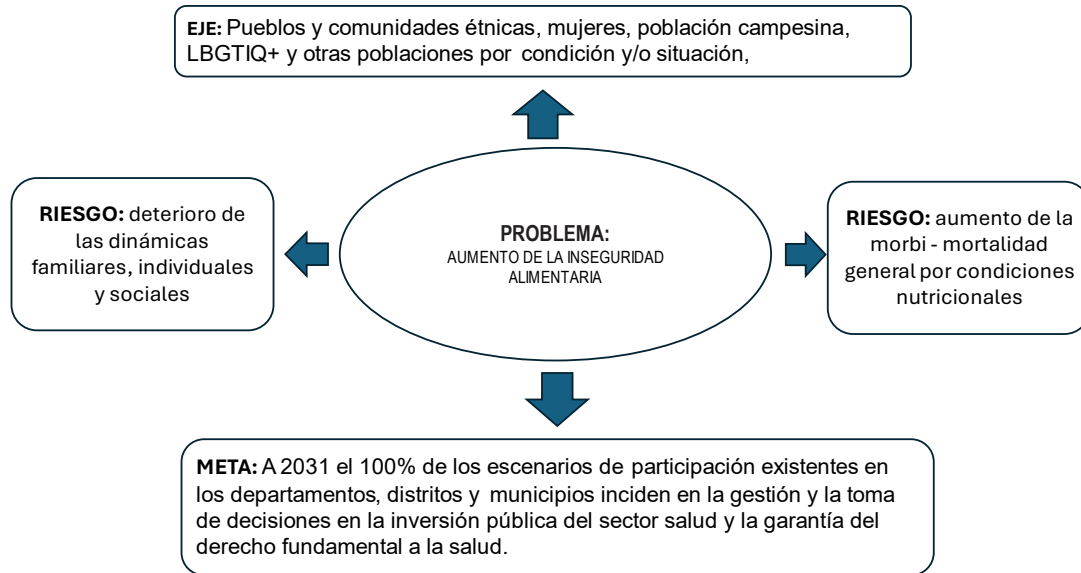 EJE: Pueblos y comunidades étnicas, mujeres, población campesina,
LBGTIQ+ y otras poblaciones por condición y/o situación,
RIESGO: deterioro de
las dinámicas
familiares, individuales
y sociales
PROBLEMA:
AUMENTO DE LA INSEGURIDAD
ALIMENTARIA
RIESGO: aumento de la
morbi - mortalidad
general por condiciones
nutricionales
META: A 2031 el 100% de los escenarios de participación existentes en
los departamentos, distritos y municipios inciden en la gestión y la toma
de decisiones en la inversión pública del sector salud y la garantía del
derecho fundamental a la salud.